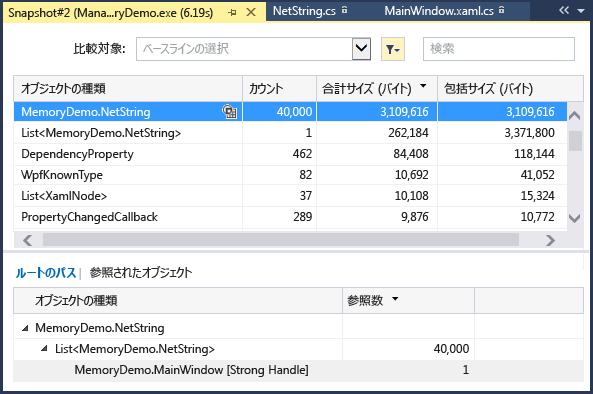 Snapshot#2 (Mana...ryDemo.exe (6.19s) NetString.cs MainWindow.xaml.cs
比較対象: ベースラインの選択 検索
オブジェクトの種類 カウント 合計サイズ (バイト) 包括サイズ (バイト)
MemoryDemo.NetString 40,000 3,109,616 3,109,616
List<MemoryDemo.NetString> 1 262,184 3,371,800
DependencyProperty 462 84,408 118,144
WpfKnownType 82 10,692 41,052
List<XamlNode> 37 10,108 15,324
PropertyChangedCallback 289 9,876 10,772
ルートのパス | 参照されたオブジェクト
オブジェクトの種類 参照数
MemoryDemo.NetString
List<MemoryDemo.NetString> 40,000
MemoryDemo.MainWindow [Strong Handle] 1